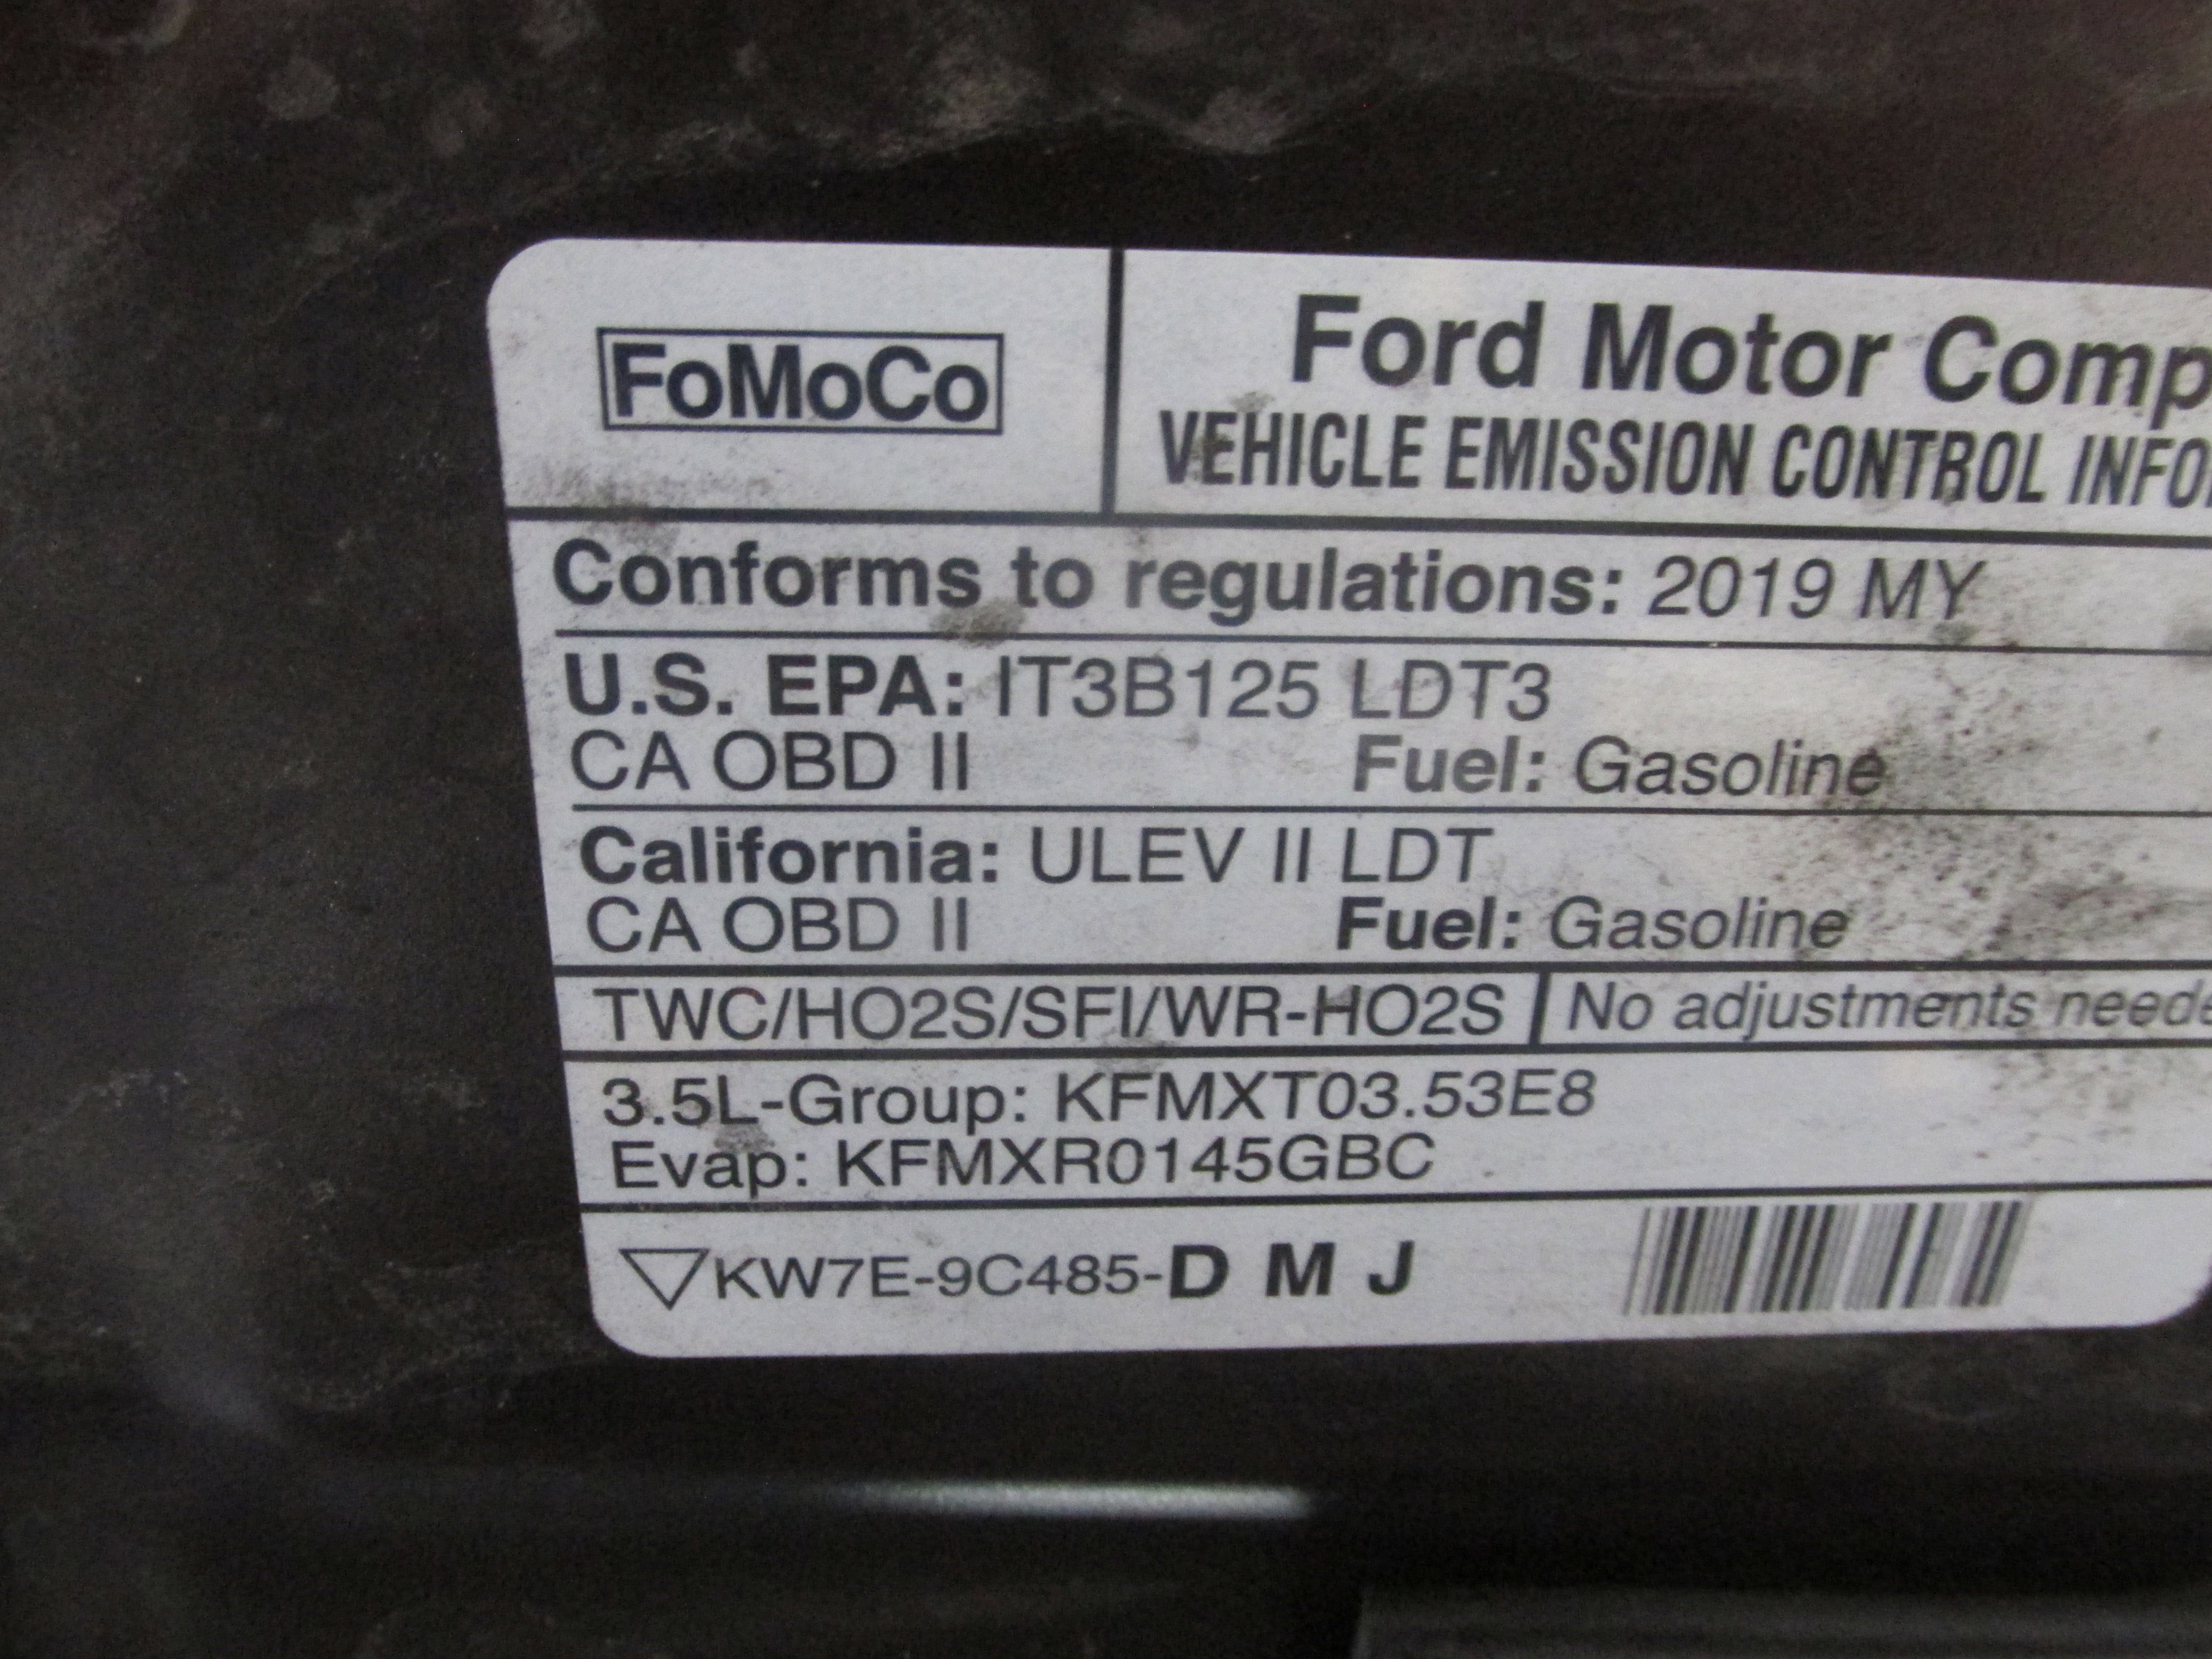 FoMoCo
Ford Motor Comp
VEHICLE EMISSION CONTROL INFO
Conforms to regulations: 2019 MY
U.S. EPA: IT3B125 LDT3
CA OBD II Fuel: Gasoline
California: ULEV II LDT
CA OBD II Fuel: Gasoline
TWC/HO2S/SFI/WR-HO2S No adjustments neede
3.5L-Group: KFMXT03.53E8
Evap: KFMXR0145GBC
KW7E-9C485-D M J